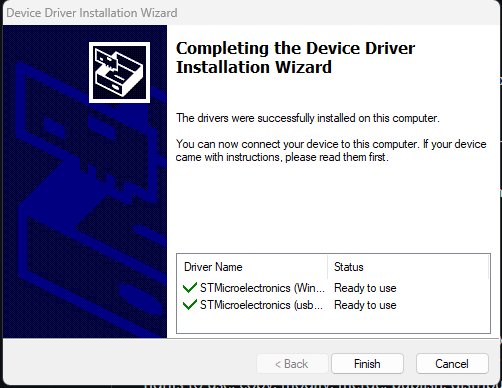 Device Driver Installation Wizard
Completing the Device Driver
Installation Wizard
The drivers were successfully installed on this computer.
You can now connect your device to this computer. If your device
came with instructions, please read them first.
Driver Name Status
STMicroelectronics (Win... Ready to use
STMicroelectronics (usb... Ready to use
< Back Finish Cancel